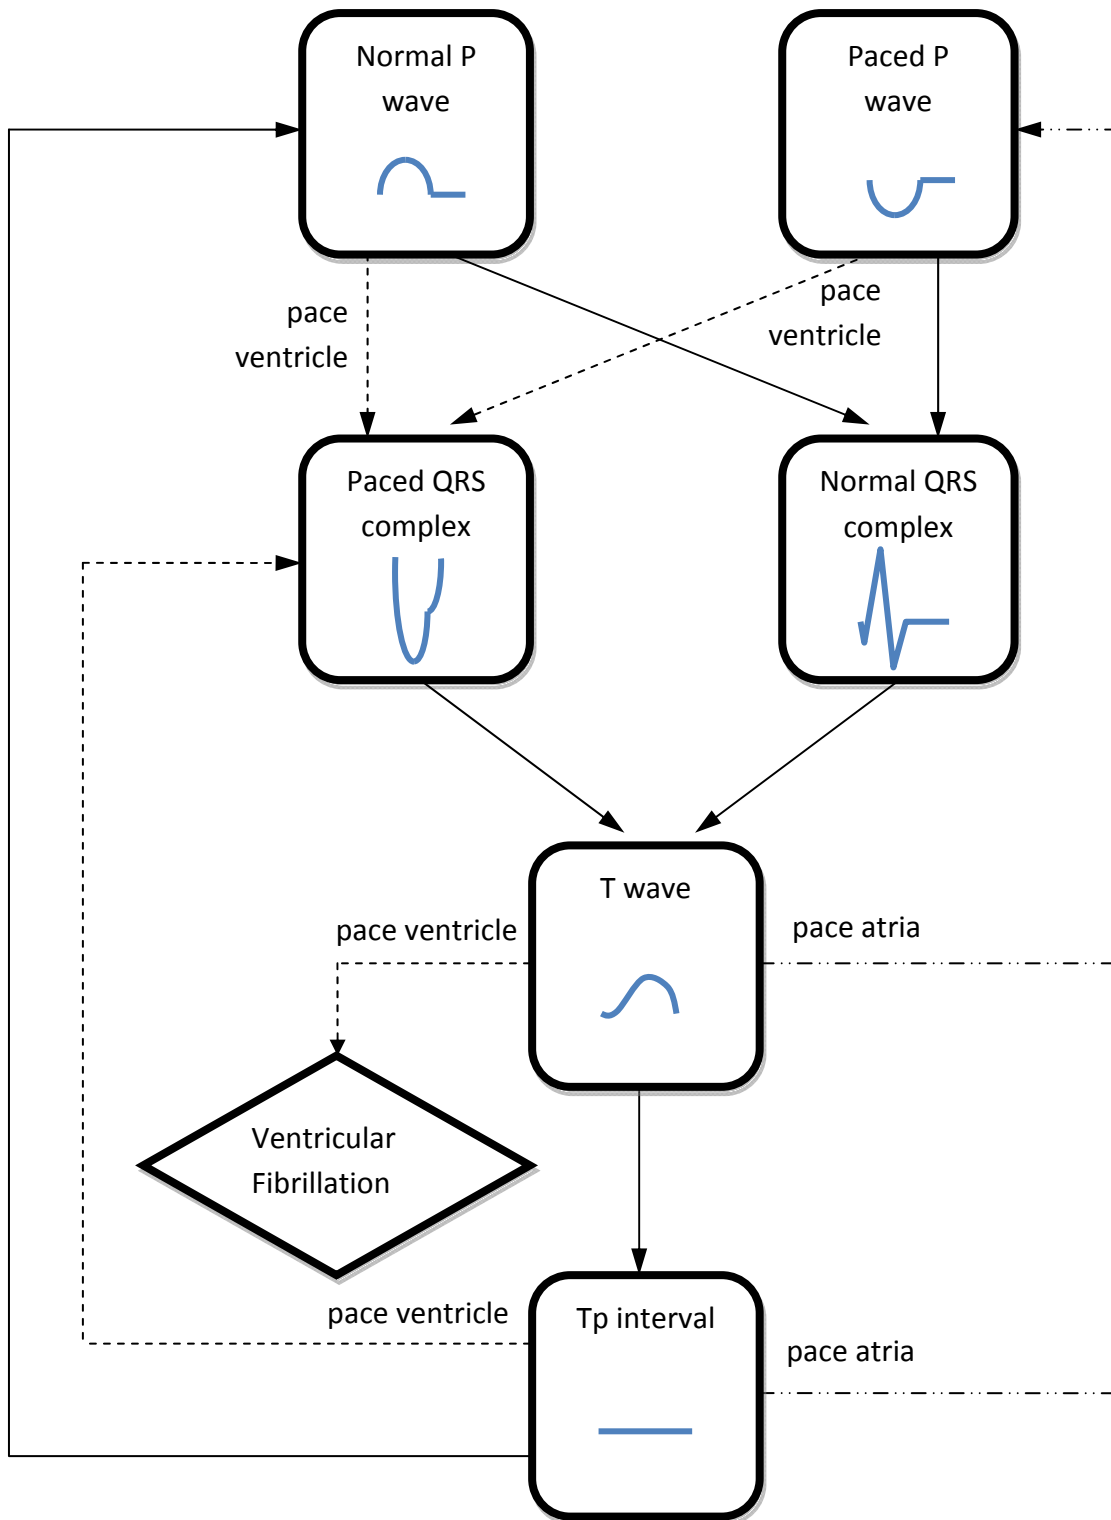 Normal P
wave
Paced P
wave
pace
ventricle
pace
ventricle
Paced QRS
complex
Normal QRS
complex
T wave
pace ventricle
pace atria
Ventricular
Fibrillation
pace ventricle
Tp interval
pace atria